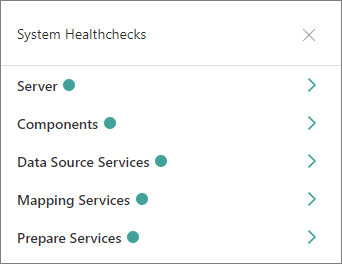 System Healthchecks
Server
Components
Data Source Services
Mapping Services
Prepare Services